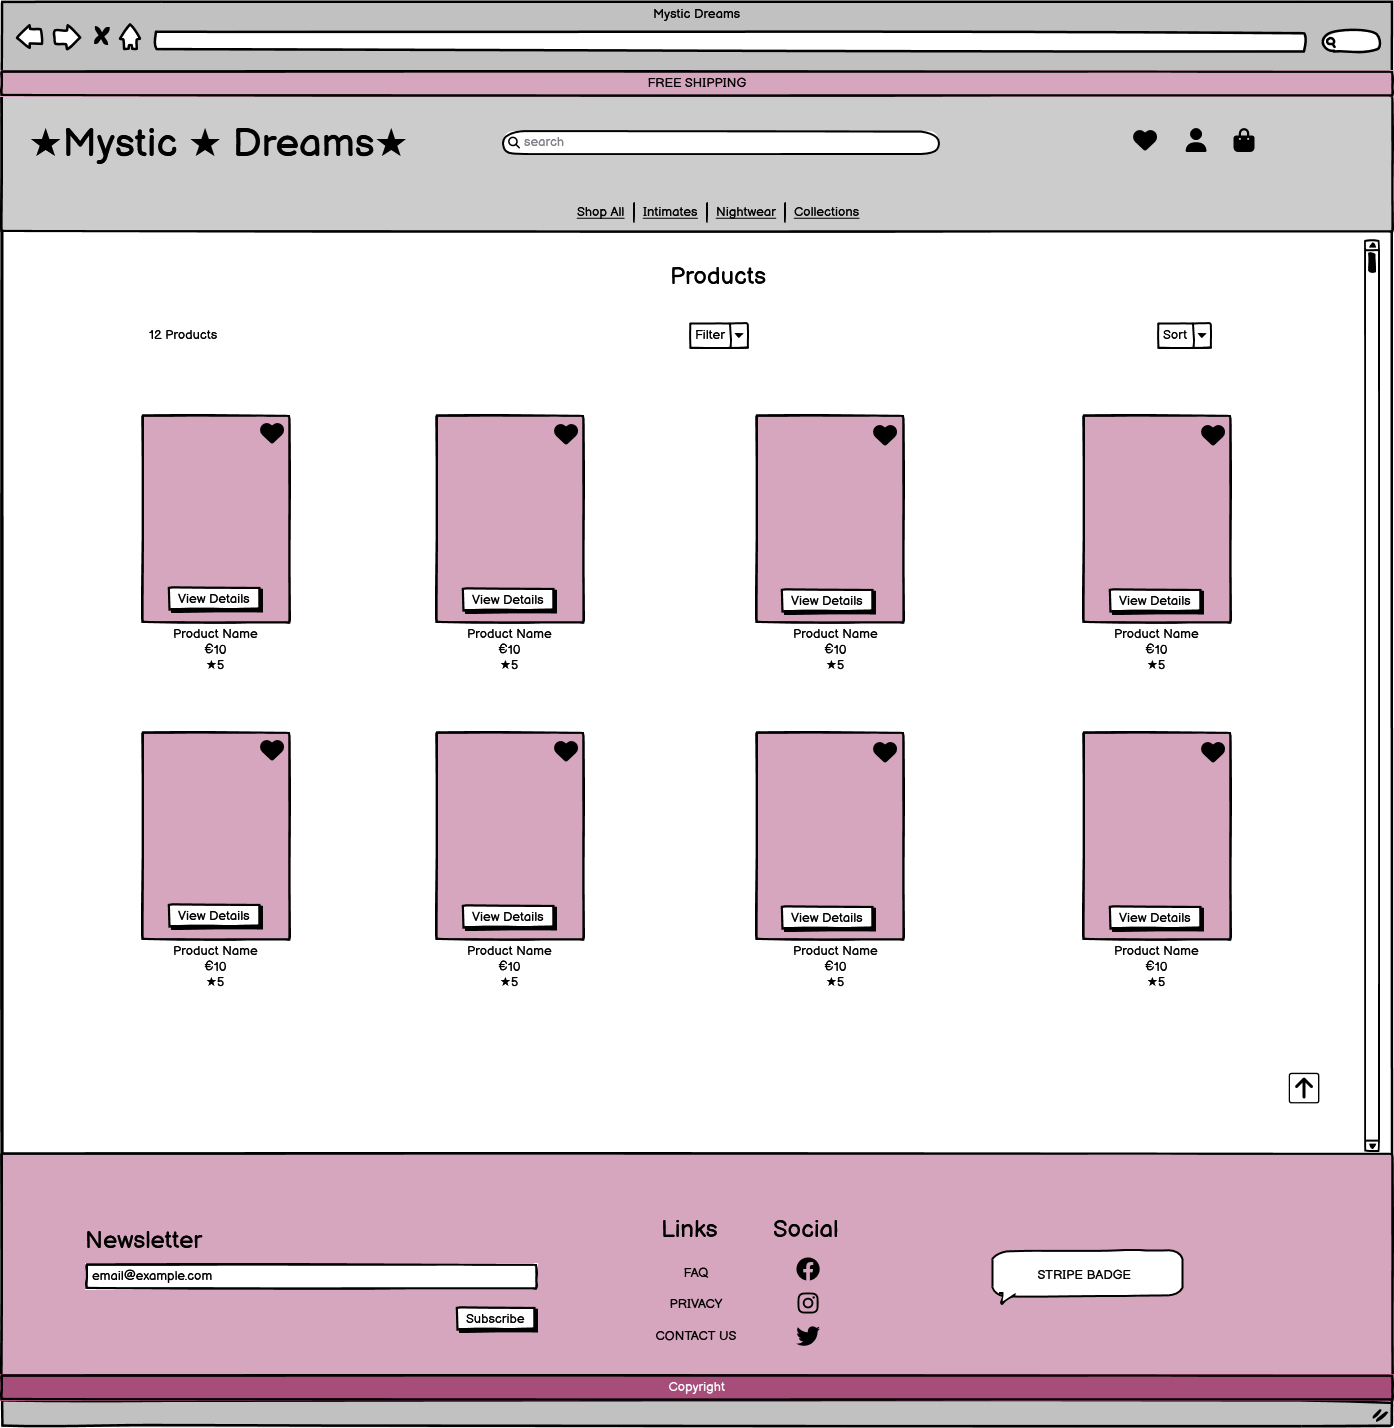 Mystic Dreams
FREE SHIPPING
★Mystic ★ Dreams★
search
Shop All | Intimates | Nightwear | Collections
Products
12 Products
Filter
Sort
View Details
View Details
View Details
View Details
Product Name
€10
★5
Product Name
€10
★5
Product Name
€10
★5
Product Name
€10
★5
View Details
View Details
View Details
View Details
Product Name
€10
★5
Product Name
€10
★5
Product Name
€10
★5
Product Name
€10
★5
Newsletter
email@example.com
Subscribe
Links
FAQ
PRIVACY
CONTACT US
Social
STRIPE BADGE
Copyright